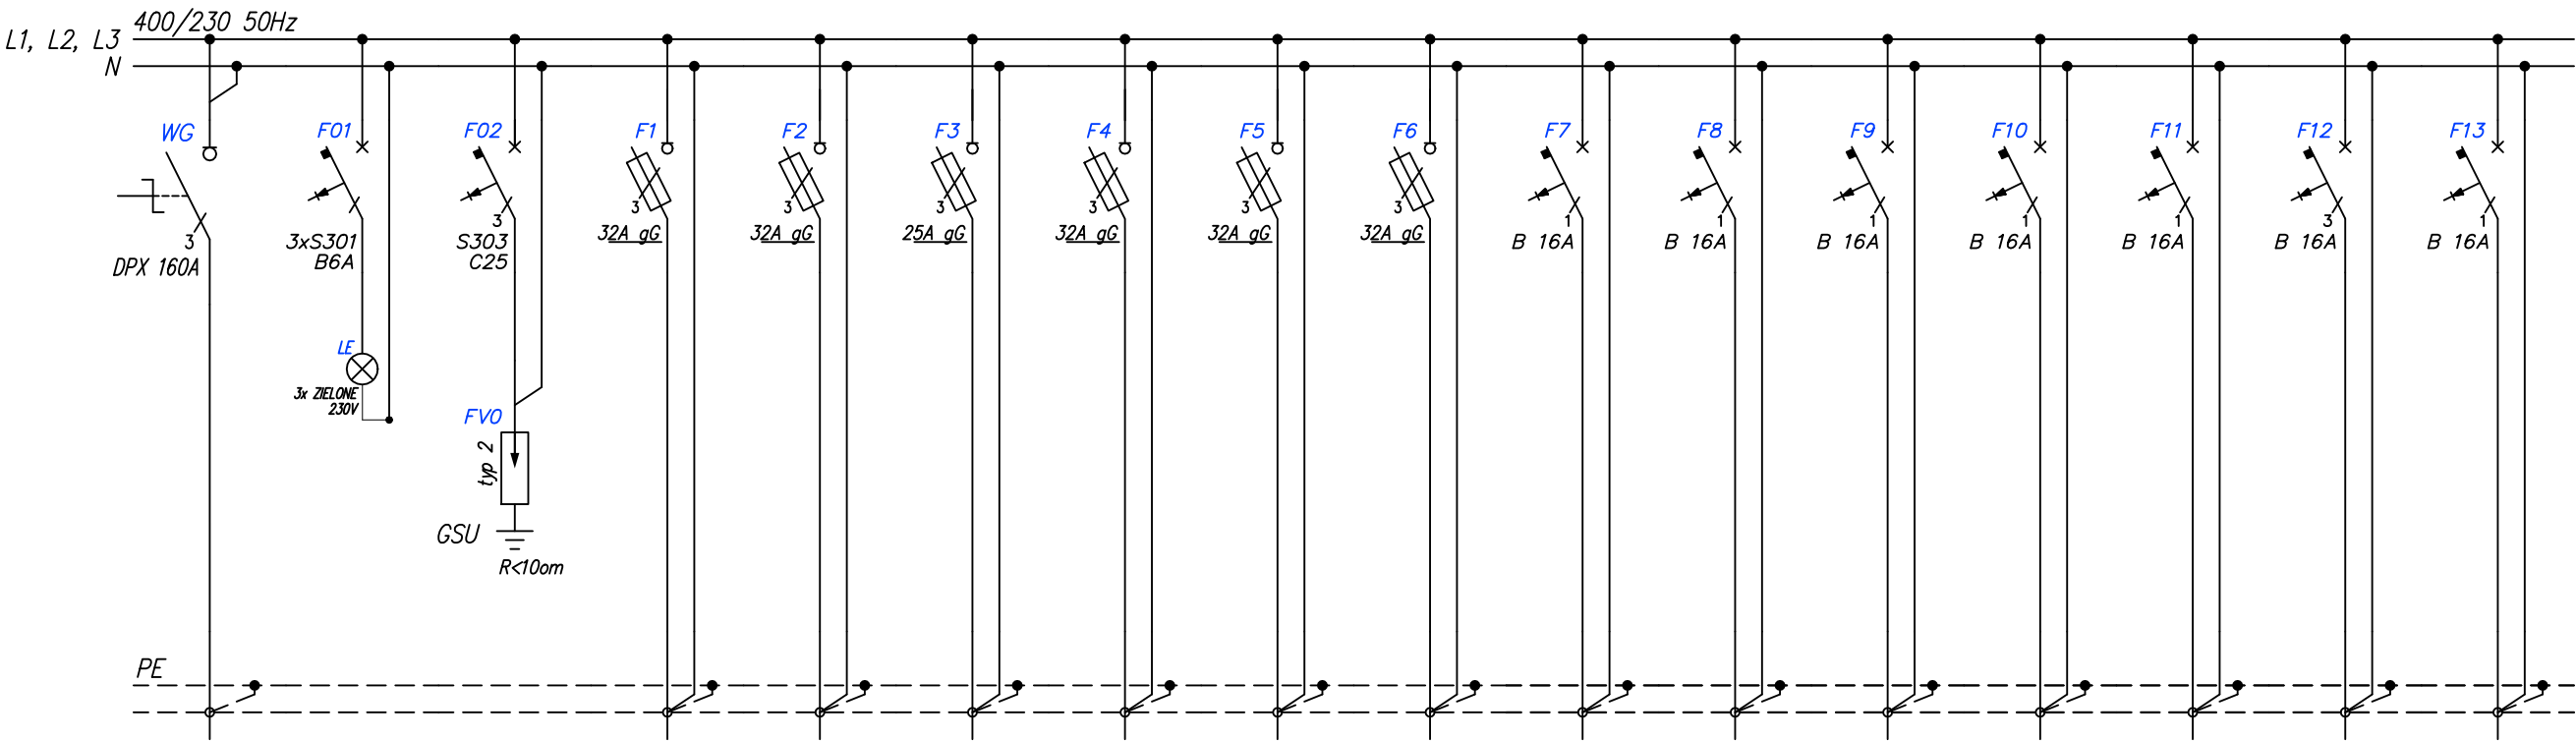 400/230 50Hz
L1, L2, L3
N
WG
3
DPX 160A
F01
3xS301
B6A
LE
3x ZIELONE
230V
F02
3
S303
C25
FV0
typ 2
GSU
R<10om
F1
3
32A gG
F2
3
32A gG
F3
3
25A gG
F4
3
32A gG
F5
3
32A gG
F6
3
32A gG
F7
1
B 16A
F8
1
B 16A
F9
1
B 16A
F10
1
B 16A
F11
1
B 16A
F12
3
B 16A
F13
1
B 16A
PE